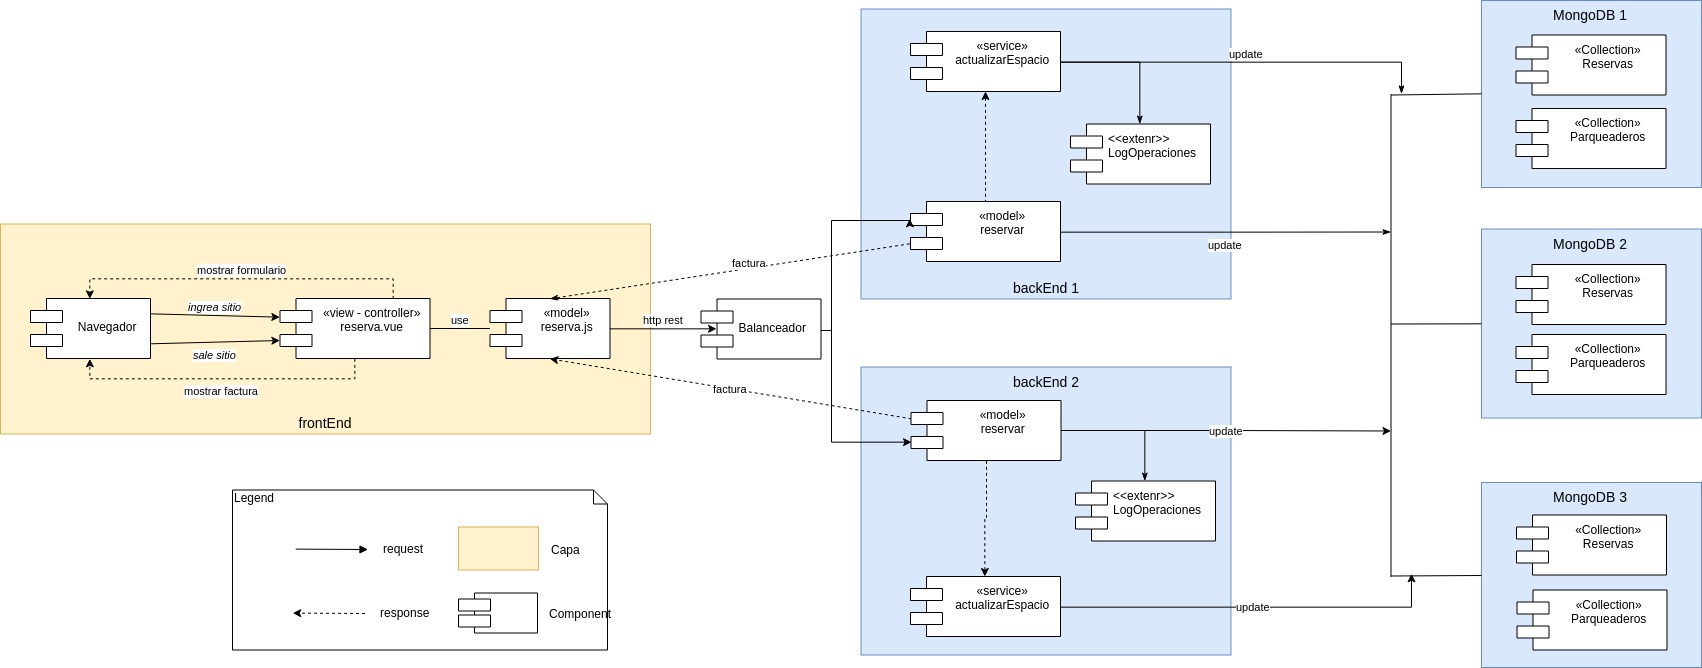 MongoDB 1
«Collection»
Reservas
«Collection»
Parqueaderos
«service»
actualizarEspacio
update
<<extenr>>
LogOperaciones
«model»
reservar
update
backEnd 1
MongoDB 2
«Collection»
Reservas
«Collection»
Parqueaderos
mostrar formulario
factura
Navegador
ingrea sitio
sale sitio
«view - controller»
reserva.vue
use
«model»
reserva.js
http rest
Balanceador
mostrar factura
factura
frontEnd
backEnd 2
«model»
reservar
update
<<extenr>>
LogOperaciones
«service»
actualizarEspacio
update
MongoDB 3
«Collection»
Reservas
«Collection»
Parqueaderos
Legend
request
Capa
response
Component